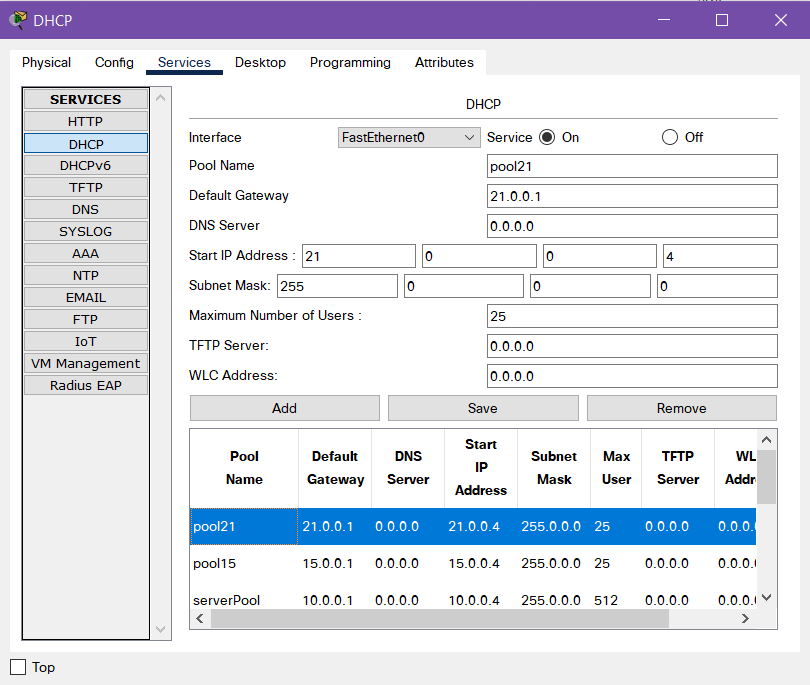 DHCP
Physical Config Services Desktop Programming Attributes
SERVICES
HTTP
DHCP
DHCPv6
TFTP
DNS
SYSLOG
AAA
NTP
EMAIL
FTP
IoT
VM Management
Radius EAP
DHCP
Interface FastEthernet0 Service On Off
Pool Name pool21
Default Gateway 21.0.0.1
DNS Server 0.0.0.0
Start IP Address : 21 0 0 4
Subnet Mask: 255 0 0 0
Maximum Number of Users : 25
TFTP Server: 0.0.0.0
WLC Address: 0.0.0.0
Add Save Remove
Pool Name Default Gateway DNS Server Start IP Address Subnet Mask Max User TFTP Server WL Addr
pool21 21.0.0.1 0.0.0.0 21.0.0.4 255.0.0.0 25 0.0.0.0 0.0.0.
pool15 15.0.0.1 0.0.0.0 15.0.0.4 255.0.0.0 25 0.0.0.0 0.0.0.
serverPool 10.0.0.1 0.0.0.0 10.0.0.4 255.0.0.0 512 0.0.0.0 0.0.0.
Top